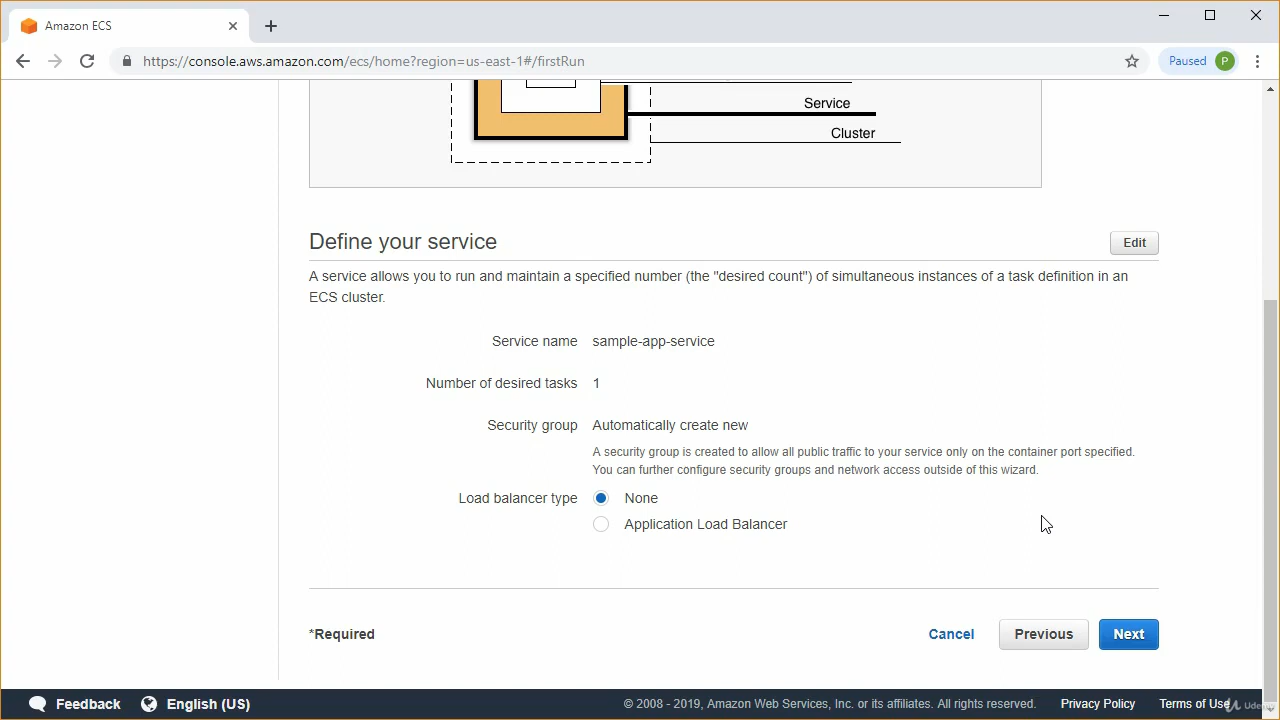 Amazon ECS
https://console.aws.amazon.com/ecs/home?region=us-east-1#/firstRun
Paused P
Service
Cluster
Define your service
Edit
A service allows you to run and maintain a specified number (the "desired count") of simultaneous instances of a task definition in an
ECS cluster.
Service name sample-app-service
Number of desired tasks 1
Security group Automatically create new
A security group is created to allow all public traffic to your service only on the container port specified.
You can further configure security groups and network access outside of this wizard.
Load balancer type None
Application Load Balancer
*Required
Cancel Previous Next
Feedback English (US) © 2008 - 2019, Amazon Web Services, Inc. or its affiliates. All rights reserved. Privacy Policy Terms of Use
Udemy